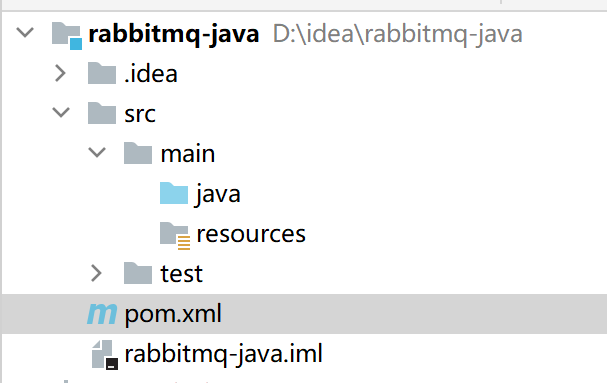 rabbitmq-java D:\idea\rabbitmq-java
.idea
src
main
java
resources
test
pom.xml
rabbitmq-java.iml